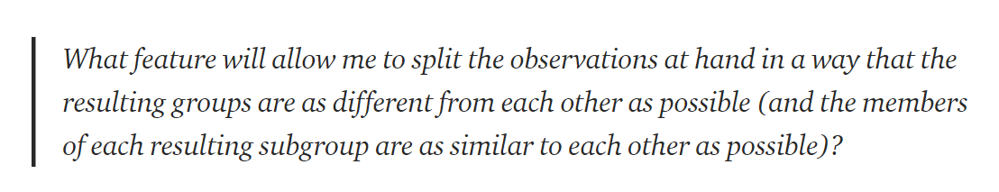 What feature will allow me to split the observations at hand in a way that the
resulting groups are as different from each other as possible (and the members
of each resulting subgroup are as similar to each other as possible)?